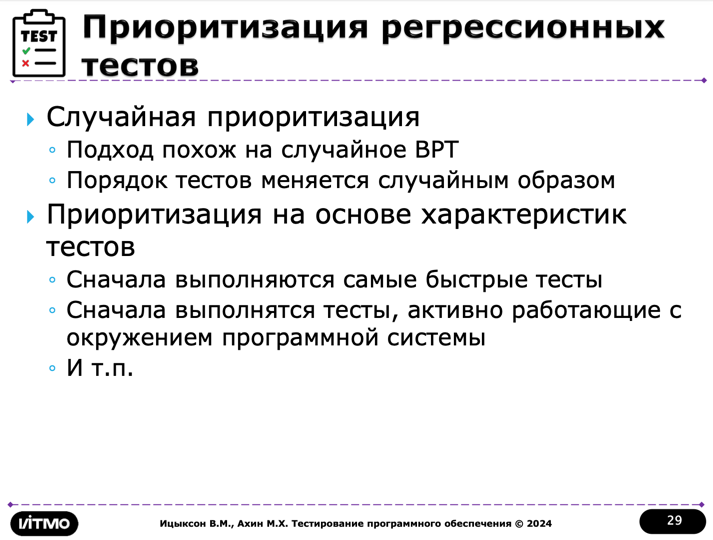 TEST
Приоритизация регрессионных
тестов
Случайная приоритизация
Подход похож на случайное ВРТ
Порядок тестов меняется случайным образом
Приоритизация на основе характеристик
тестов
Сначала выполняются самые быстрые тесты
Сначала выполнятся тесты, активно работающие с
окружением программной системы
И т.п.
ИТМО
Ицыксон В.М., Ахин М.Х. Тестирование программного обеспечения © 2024
29